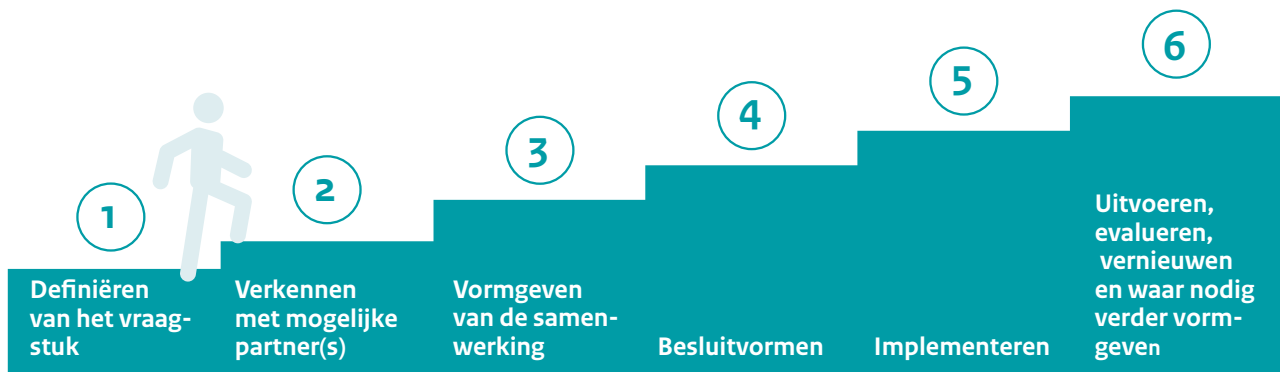 1
Definiëren
van het vraag-
stuk
2
Verkennen
met mogelijke
partner(s)
3
Vormgeven
van de samen-
werking
4
Besluitvormen
5
Implementeren
6
Uitvoeren,
evalueren,
vernieuwen
en waar nodig
verder vorm-
geven